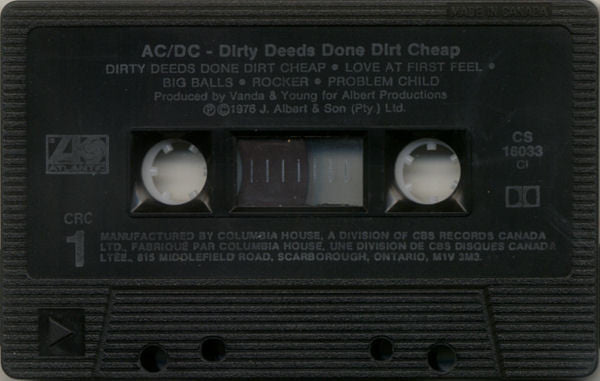 MADE IN CANADA
AC/DC - Dirty Deeds Done Dirt Cheap
DIRTY DEEDS DONE DIRT CHEAP • LOVE AT FIRST FEEL •
BIG BALLS • ROCKER • PROBLEM CHILD
Produced by Vanda & Young for Albert Productions
Ⓟ©1976 J. Albert & Son (Pty.) Ltd.
ATLANTIC
CS
16033
CI
CRC
1
MANUFACTURED BY COLUMBIA HOUSE, A DIVISION OF CBS RECORDS CANADA
LTD., FABRIQUÉ PAR COLUMBIA HOUSE, UNE DIVISION DE CBS DISQUES CANADA
LTÉE., 815 MIDDLEFIELD ROAD, SCARBOROUGH, ONTARIO, M1V 3M3.